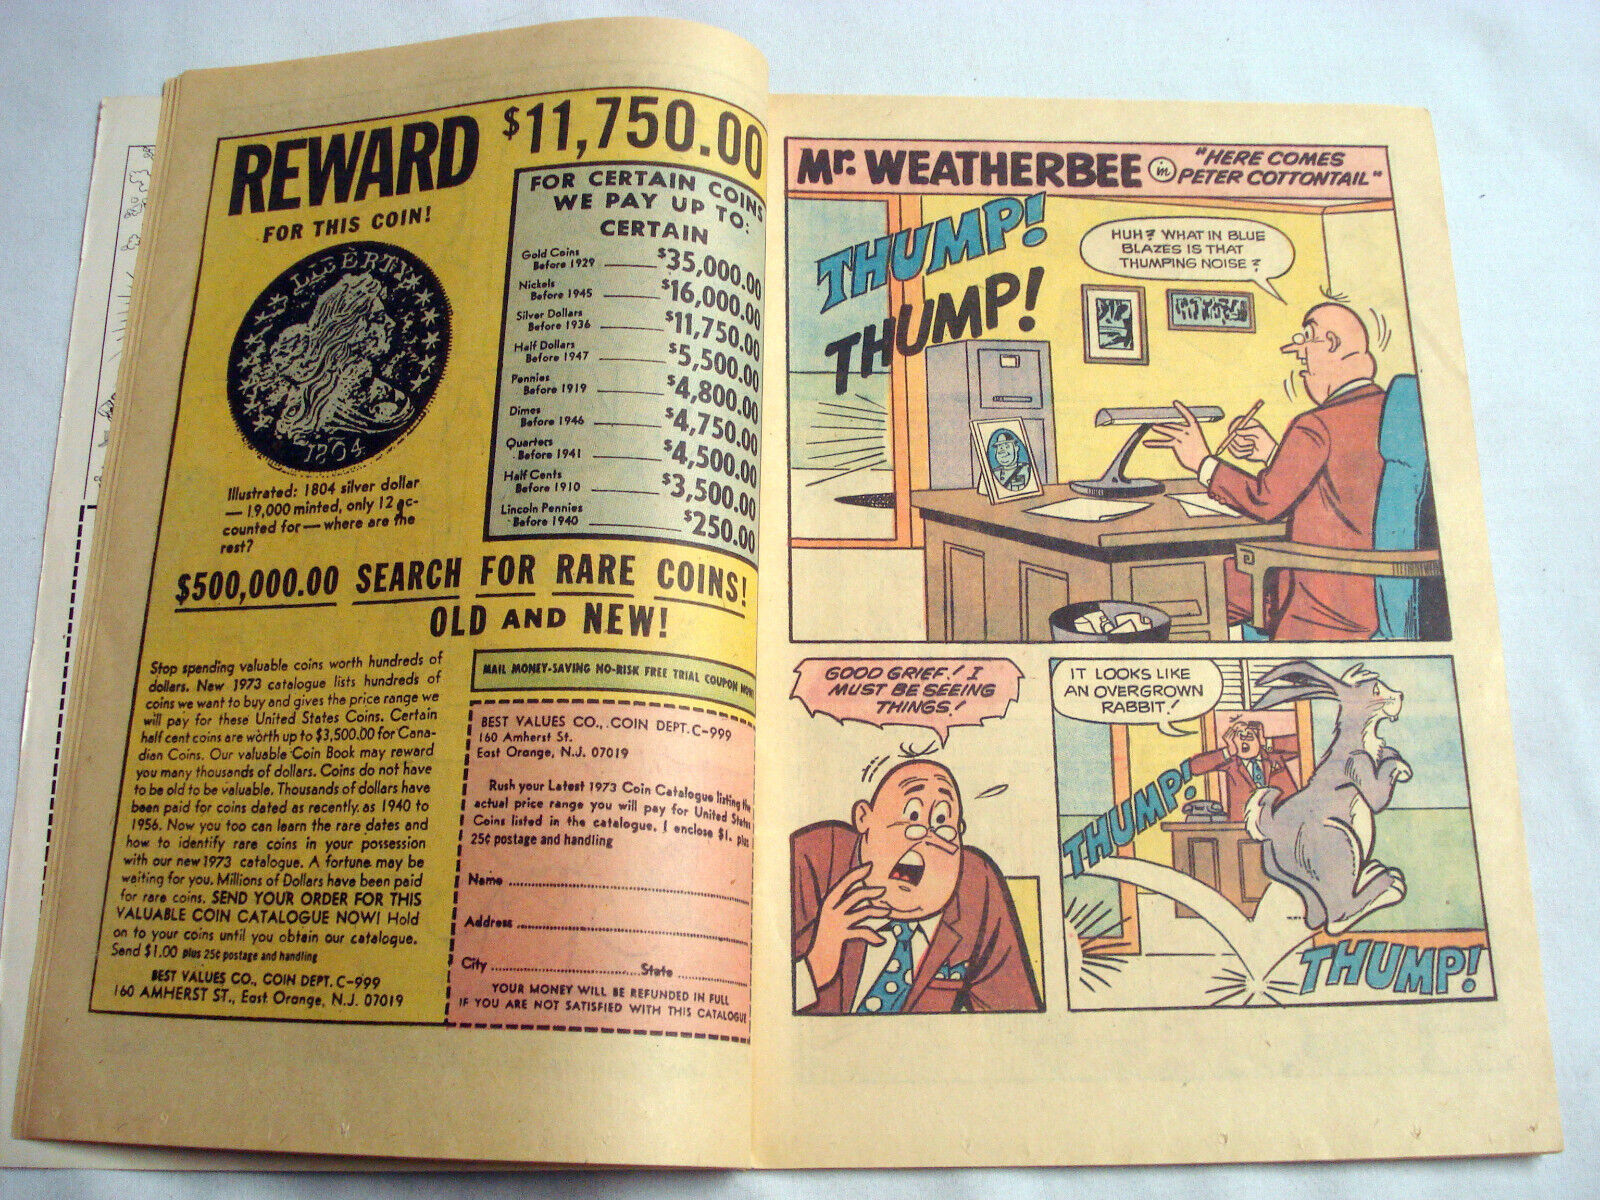 REWARD $11,750.00
FOR THIS COIN!
LIBERTY
1804
Illustrated: 1804 silver dollar
— 19,000 minted, only 12 ac-
counted for — where are the
rest?
FOR CERTAIN COINS
WE PAY UP TO:
CERTAIN
Gold Coins
Before 1929 $35,000.00
Nickels
Before 1945 $16,000.00
Silver Dollars
Before 1936 $11,750.00
Half Dollars
Before 1947 $5,500.00
Pennies
Before 1919 $4,800.00
Dimes
Before 1946 $4,750.00
Quarters
Before 1941 $4,500.00
Half Cents
Before 1910 $3,500.00
Lincoln Pennies
Before 1940 $250.00
$500,000.00 SEARCH FOR RARE COINS!
OLD AND NEW!
Stop spending valuable coins worth hundreds of
dollars. New 1973 catalogue lists hundreds of
coins we want to buy and gives the price range we
will pay for these United States Coins. Certain
half cent coins are worth up to $3,500.00 for Cana-
dian Coins. Our valuable Coin Book may reward
you many thousands of dollars. Coins do not have
to be old to be valuable. Thousands of dollars have
been paid for coins dated as recently as 1940 to
1956. Now you too can learn the rare dates and
how to identify rare coins in your possession
with our new 1973 catalogue. A fortune may be
waiting for you. Millions of Dollars have been paid
for rare coins. SEND YOUR ORDER FOR THIS
VALUABLE COIN CATALOGUE NOW! Hold
on to your coins until you obtain our catalogue.
Send $1.00 plus 25¢ postage and handling
BEST VALUES CO., COIN DEPT. C-999
160 AMHERST ST., East Orange, N.J. 07019
MAIL MONEY-SAVING NO-RISK FREE TRIAL COUPON NOW!
BEST VALUES CO., COIN DEPT. C-999
160 Amherst St.
East Orange, N.J. 07019
Rush your Latest 1973 Coin Catalogue listing the
actual price range you will pay for United States
Coins listed in the catalogue. I enclose $1. plus
25¢ postage and handling
Name
Address
City State
YOUR MONEY WILL BE REFUNDED IN FULL
IF YOU ARE NOT SATISFIED WITH THIS CATALOGUE
Mr. WEATHERBEE in "HERE COMES
PETER COTTONTAIL"
THUMP!
THUMP!
HUH? WHAT IN BLUE
BLAZES IS THAT
THUMPING NOISE?
GOOD GRIEF! I
MUST BE SEEING
THINGS!
IT LOOKS LIKE
AN OVERGROWN
RABBIT!
THUMP!
THUMP!